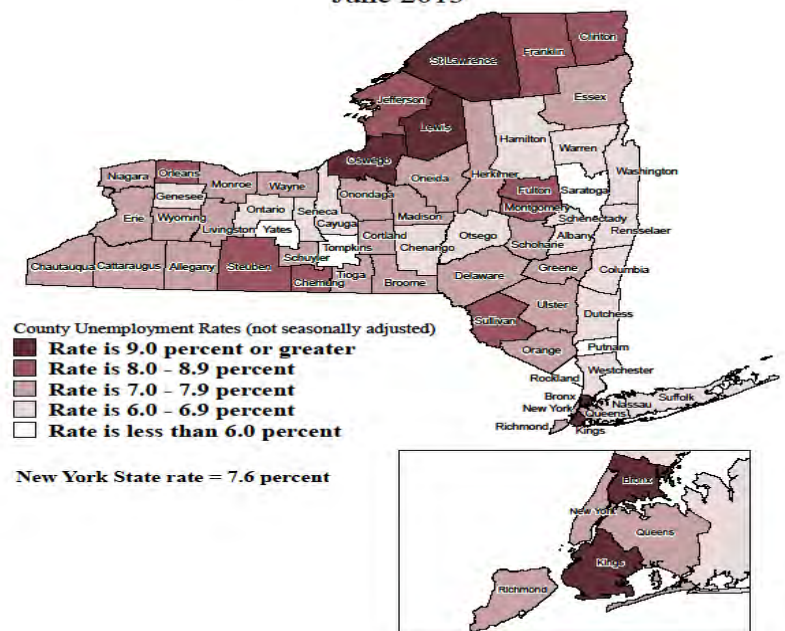 June 2013
St Lawrence
Franklin
Clinton
Jefferson
Essex
Lewis
Hamilton
Warren
Oswego
Washington
Niagara
Orleans
Monroe
Wayne
Oneida
Herkimer
Fulton
Saratoga
Genesee
Onondaga
Montgomery
Ontario
Seneca
Cayuga
Madison
Schenectady
Erie
Wyoming
Livingston
Yates
Cortland
Otsego
Albany
Rensselaer
Tompkins
Chenango
Schoharie
Schuyler
Chautauqua
Cattaraugus
Allegany
Steuben
Chemung
Tioga
Broome
Delaware
Greene
Columbia
Ulster
Dutchess
Sullivan
Orange
Putnam
Rockland
Westchester
Bronx
New York
Suffolk
Nassau
Queens
Richmond
Kings
County Unemployment Rates (not seasonally adjusted)
Rate is 9.0 percent or greater
Rate is 8.0 - 8.9 percent
Rate is 7.0 - 7.9 percent
Rate is 6.0 - 6.9 percent
Rate is less than 6.0 percent
New York State rate = 7.6 percent
Bronx
New York
Queens
Kings
Richmond